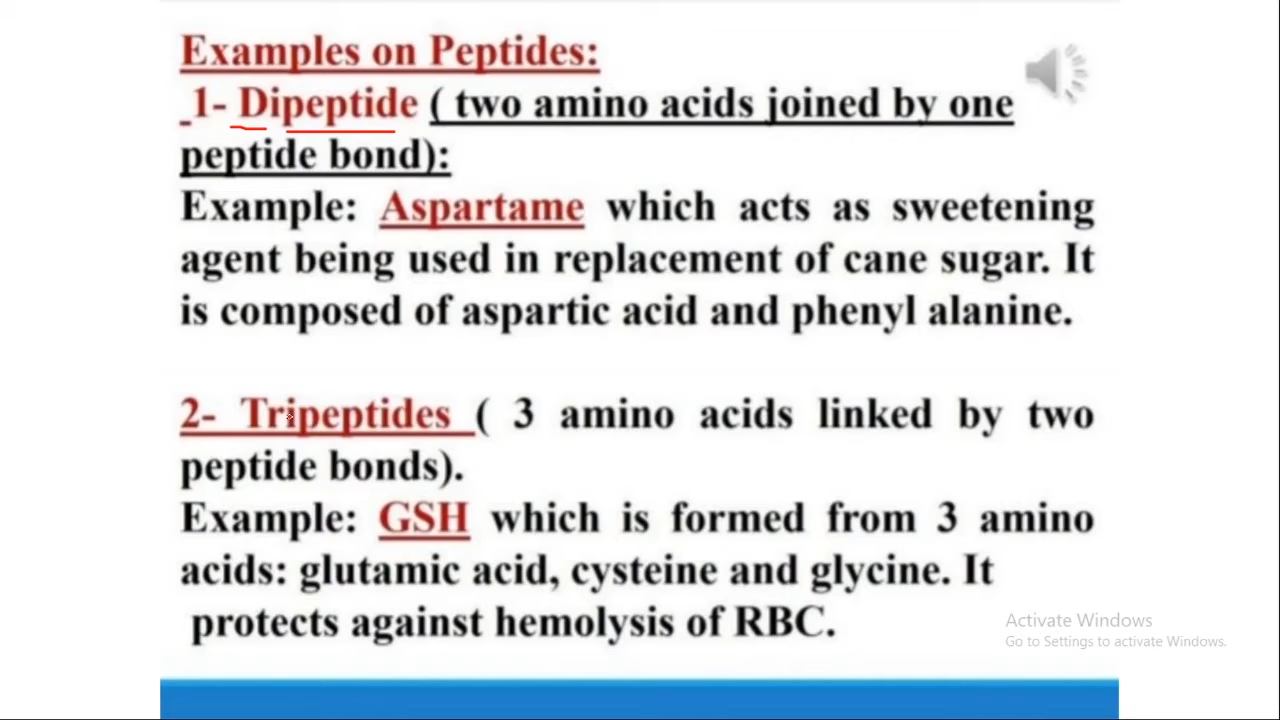 Examples on Peptides:
1- Dipeptide ( two amino acids joined by one
peptide bond):
Example: Aspartame which acts as sweetening
agent being used in replacement of cane sugar. It
is composed of aspartic acid and phenyl alanine.
2- Tripeptides ( 3 amino acids linked by two
peptide bonds).
Example: GSH which is formed from 3 amino
acids: glutamic acid, cysteine and glycine. It
protects against hemolysis of RBC.
Activate Windows
Go to Settings to activate Windows.